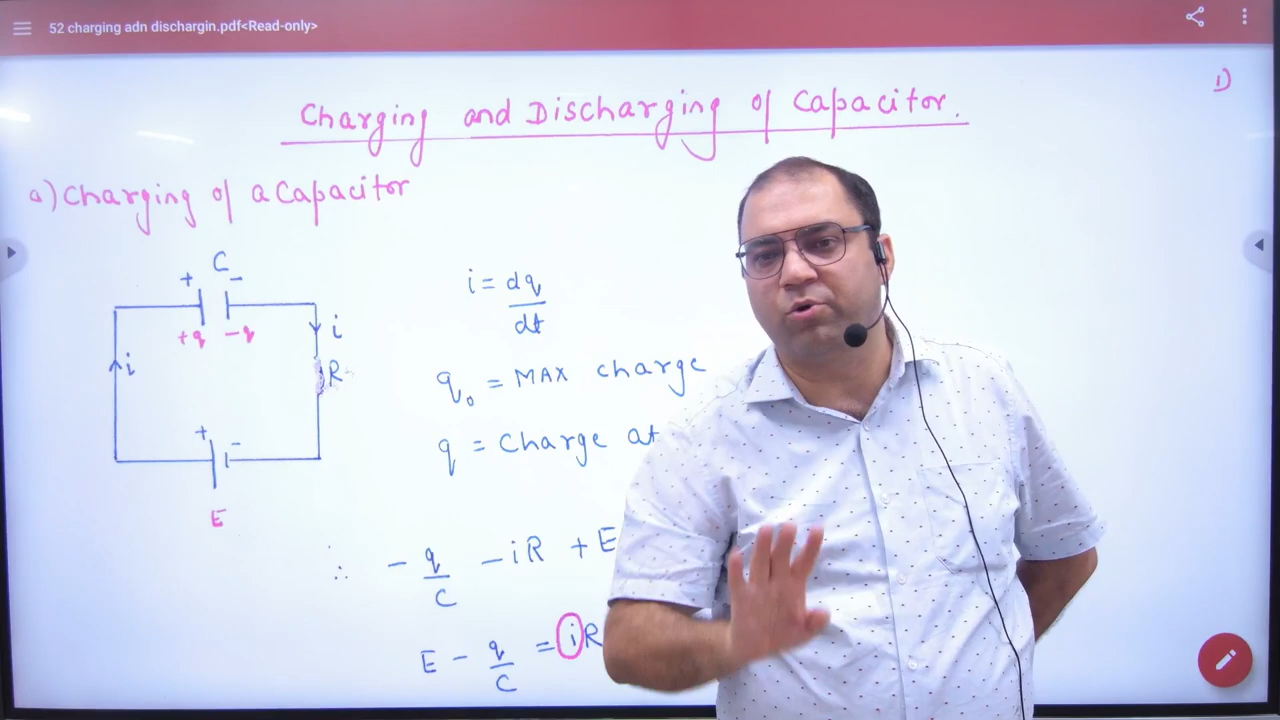 52 charging adn dischargin.pdf<Read-only>
1)
Charging and Discharging of Capacitor.
a) Charging of a Capacitor
C
+ -
+q -q
i
i
R
+ -
E
i = dq/dt
q₀ = MAX charge
q = Charge at
∴ - q/C - iR + E
E - q/C = iR